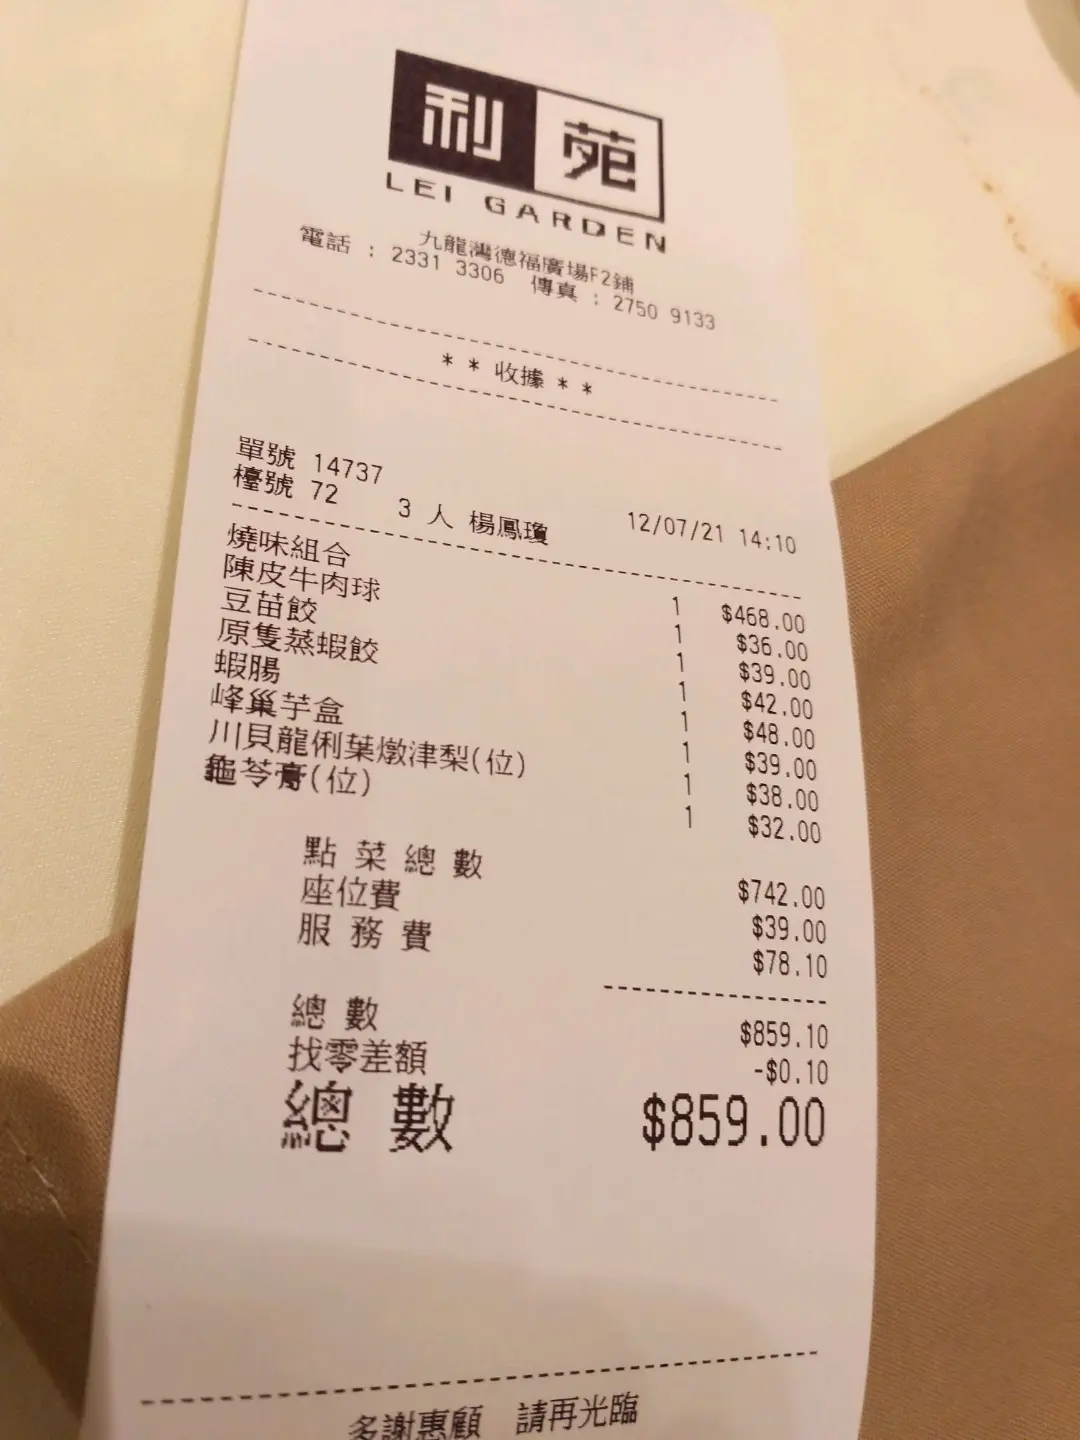 利苑
LEI GARDEN
九龍灣德福廣場F2鋪
電話 : 2331 3306 傳真 : 2750 9133
* * 收據 * *
單號 14737
檯號 72 3 人 楊鳳瓊 12/07/21 14:10
燒味組合 1 $468.00
陳皮牛肉球 1 $36.00
豆苗餃 1 $39.00
原隻蒸蝦餃 1 $42.00
蝦腸 1 $48.00
峰巢芋盒 1 $39.00
川貝龍俐葉燉津梨(位) 1 $38.00
龜苓膏(位) 1 $32.00
點菜總數 $742.00
座位費 $39.00
服務費 $78.10
總數 $859.10
找零差額 -$0.10
總數 $859.00
多謝惠顧 請再光臨